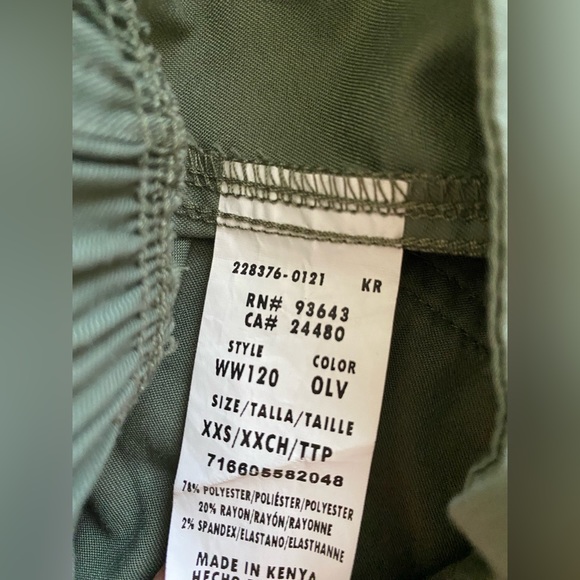 228376-0121 KR
RN# 93643
CA# 24480
STYLE COLOR
WW120 OLV
SIZE/TALLA/TAILLE
XXS/XXCH/TTP
716605582048
78% POLYESTER/POLIÉSTER/POLYESTER
20% RAYON/RAYÓN/RAYONNE
2% SPANDEX/ELASTANO/ELASTHANNE
MADE IN KENYA
HECHO